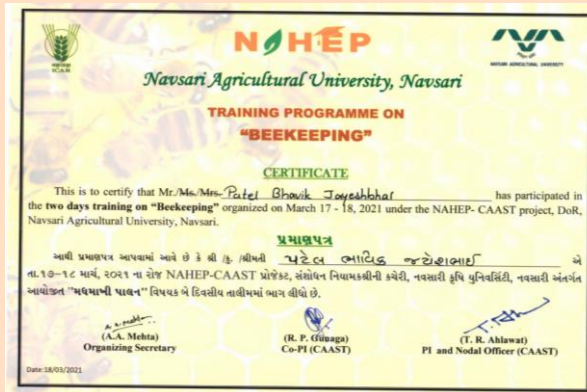 NAHEP
ICAR
NAVSARI AGRICULTURAL UNIVERSITY
Navsari Agricultural University, Navsari
TRAINING PROGRAMME ON
“BEEKEEPING”
CERTIFICATE
This is to certify that Mr./Ms./Mrs. Patel Bhavik Jayeshbhai has participated in
the two days training on “Beekeeping” organized on March 17 - 18, 2021 under the NAHEP- CAAST project, DoR,
Navsari Agricultural University, Navsari.
પ્રમાણપત્ર
આથી પ્રમાણપત્ર આપવામાં આવે છે કે શ્રી /કુ. /શ્રીમતી પટેલ ભાવિક જયેશભાઈ એ
તા.૧૭–૧૮ માર્ચ, ૨૦૨૧ ના રોજ NAHEP-CAAST પ્રોજેક્ટ, સંશોધન નિયામકશ્રીની કચેરી, નવસારી કૃષિ યુનિવર્સિટી, નવસારી અંતર્ગત
આયોજીત “મધમાખી પાલન” વિષયક બે દિવસીય તાલીમમાં ભાગ લીધો છે.
(A.A. Mehta)
Organizing Secretary
(R. P. Gunaga)
Co-PI (CAAST)
(T. R. Ahlawat)
PI and Nodal Officer (CAAST)
Date:18/03/2021